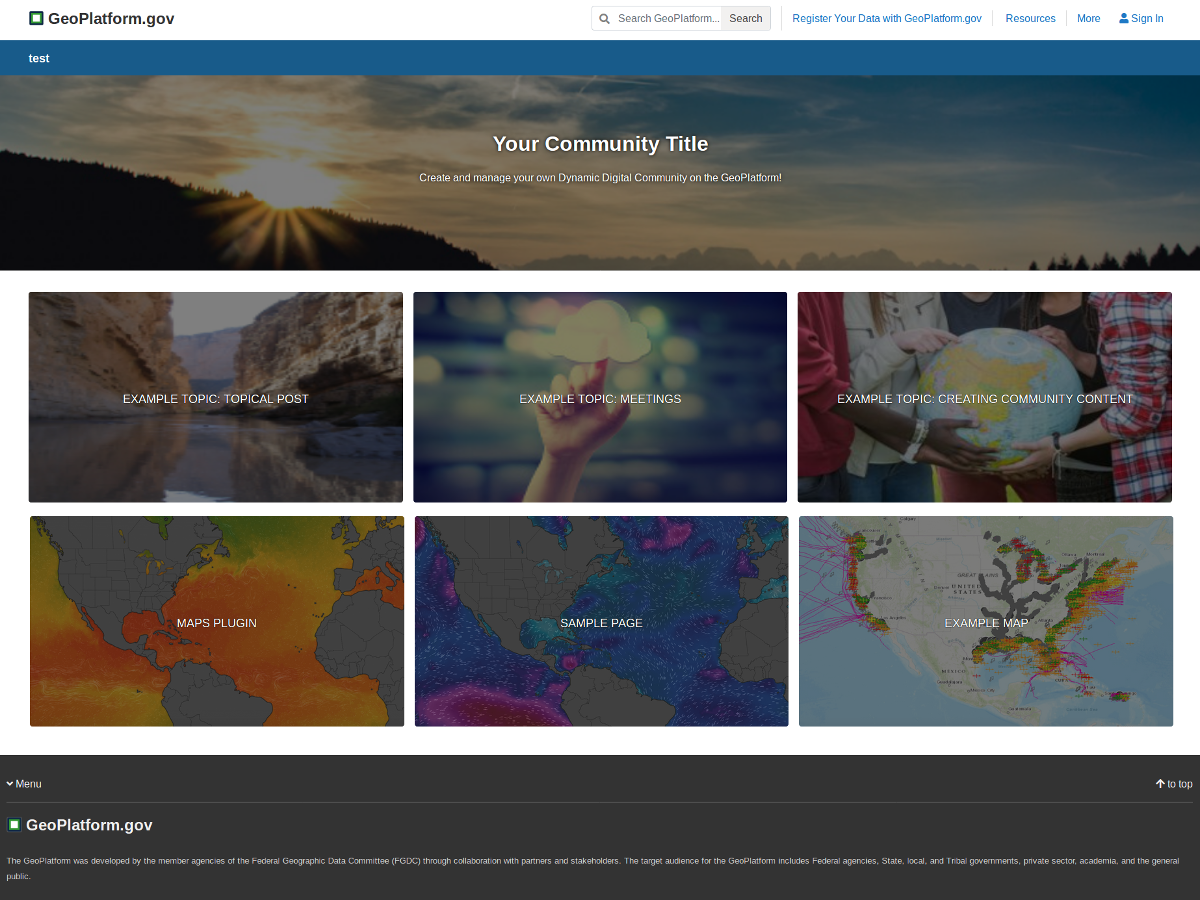 GeoPlatform.gov
Search GeoPlatform...
Search
Register Your Data with GeoPlatform.gov
Resources
More
Sign In
test
Your Community Title
Create and manage your own Dynamic Digital Community on the GeoPlatform!
EXAMPLE TOPIC: TOPICAL POST
EXAMPLE TOPIC: MEETINGS
EXAMPLE TOPIC: CREATING COMMUNITY CONTENT
MAPS PLUGIN
SAMPLE PAGE
EXAMPLE MAP
Menu
to top
GeoPlatform.gov
The GeoPlatform was developed by the member agencies of the Federal Geographic Data Committee (FGDC) through collaboration with partners and stakeholders. The target audience for the GeoPlatform includes Federal agencies, State, local, and Tribal governments, private sector, academia, and the general
public.